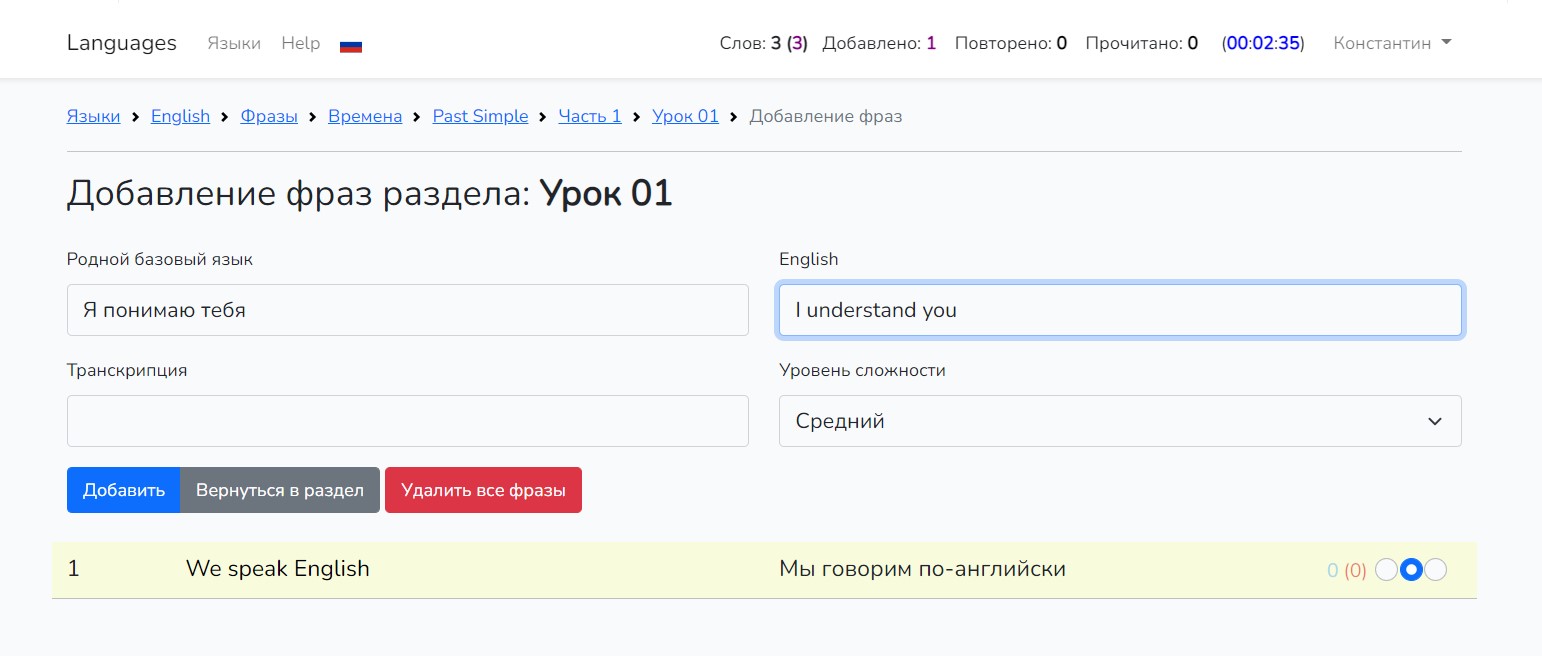 Languages Языки Help Слов: 3 (3) Добавлено: 1 Повторено: 0 Прочитано: 0 (00:02:35) Константин
Языки > English > Фразы > Времена > Past Simple > Часть 1 > Урок 01 > Добавление фраз
Добавление фраз раздела: Урок 01
Родной базовый язык English
Я понимаю тебя I understand you
Транскрипция Уровень сложности
Средний
Добавить Вернуться в раздел Удалить все фразы
1 We speak English Мы говорим по-английски 0 (0)